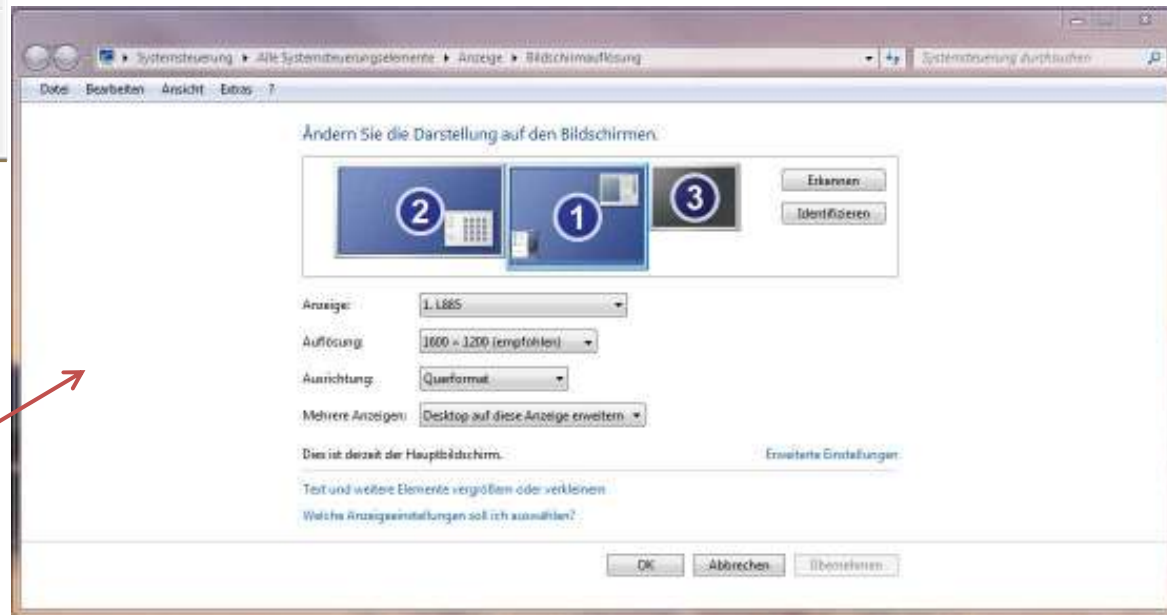 Systemsteuerung ▸ Alle Systemsteuerungselemente ▸ Anzeige ▸ Bildschirmauflösung
Systemsteuerung durchsuchen
Datei Bearbeiten Ansicht Extras ?
Ändern Sie die Darstellung auf den Bildschirmen.
2 1 3
Erkennen
Identifizieren
Anzeige: 1. L885
Auflösung: 1600 × 1200 (empfohlen)
Ausrichtung: Querformat
Mehrere Anzeigen: Desktop auf diese Anzeige erweitern
Dies ist derzeit der Hauptbildschirm.
Erweiterte Einstellungen
Text und weitere Elemente vergrößern oder verkleinern
Welche Anzeigeeinstellungen soll ich auswählen?
OK Abbrechen Übernehmen